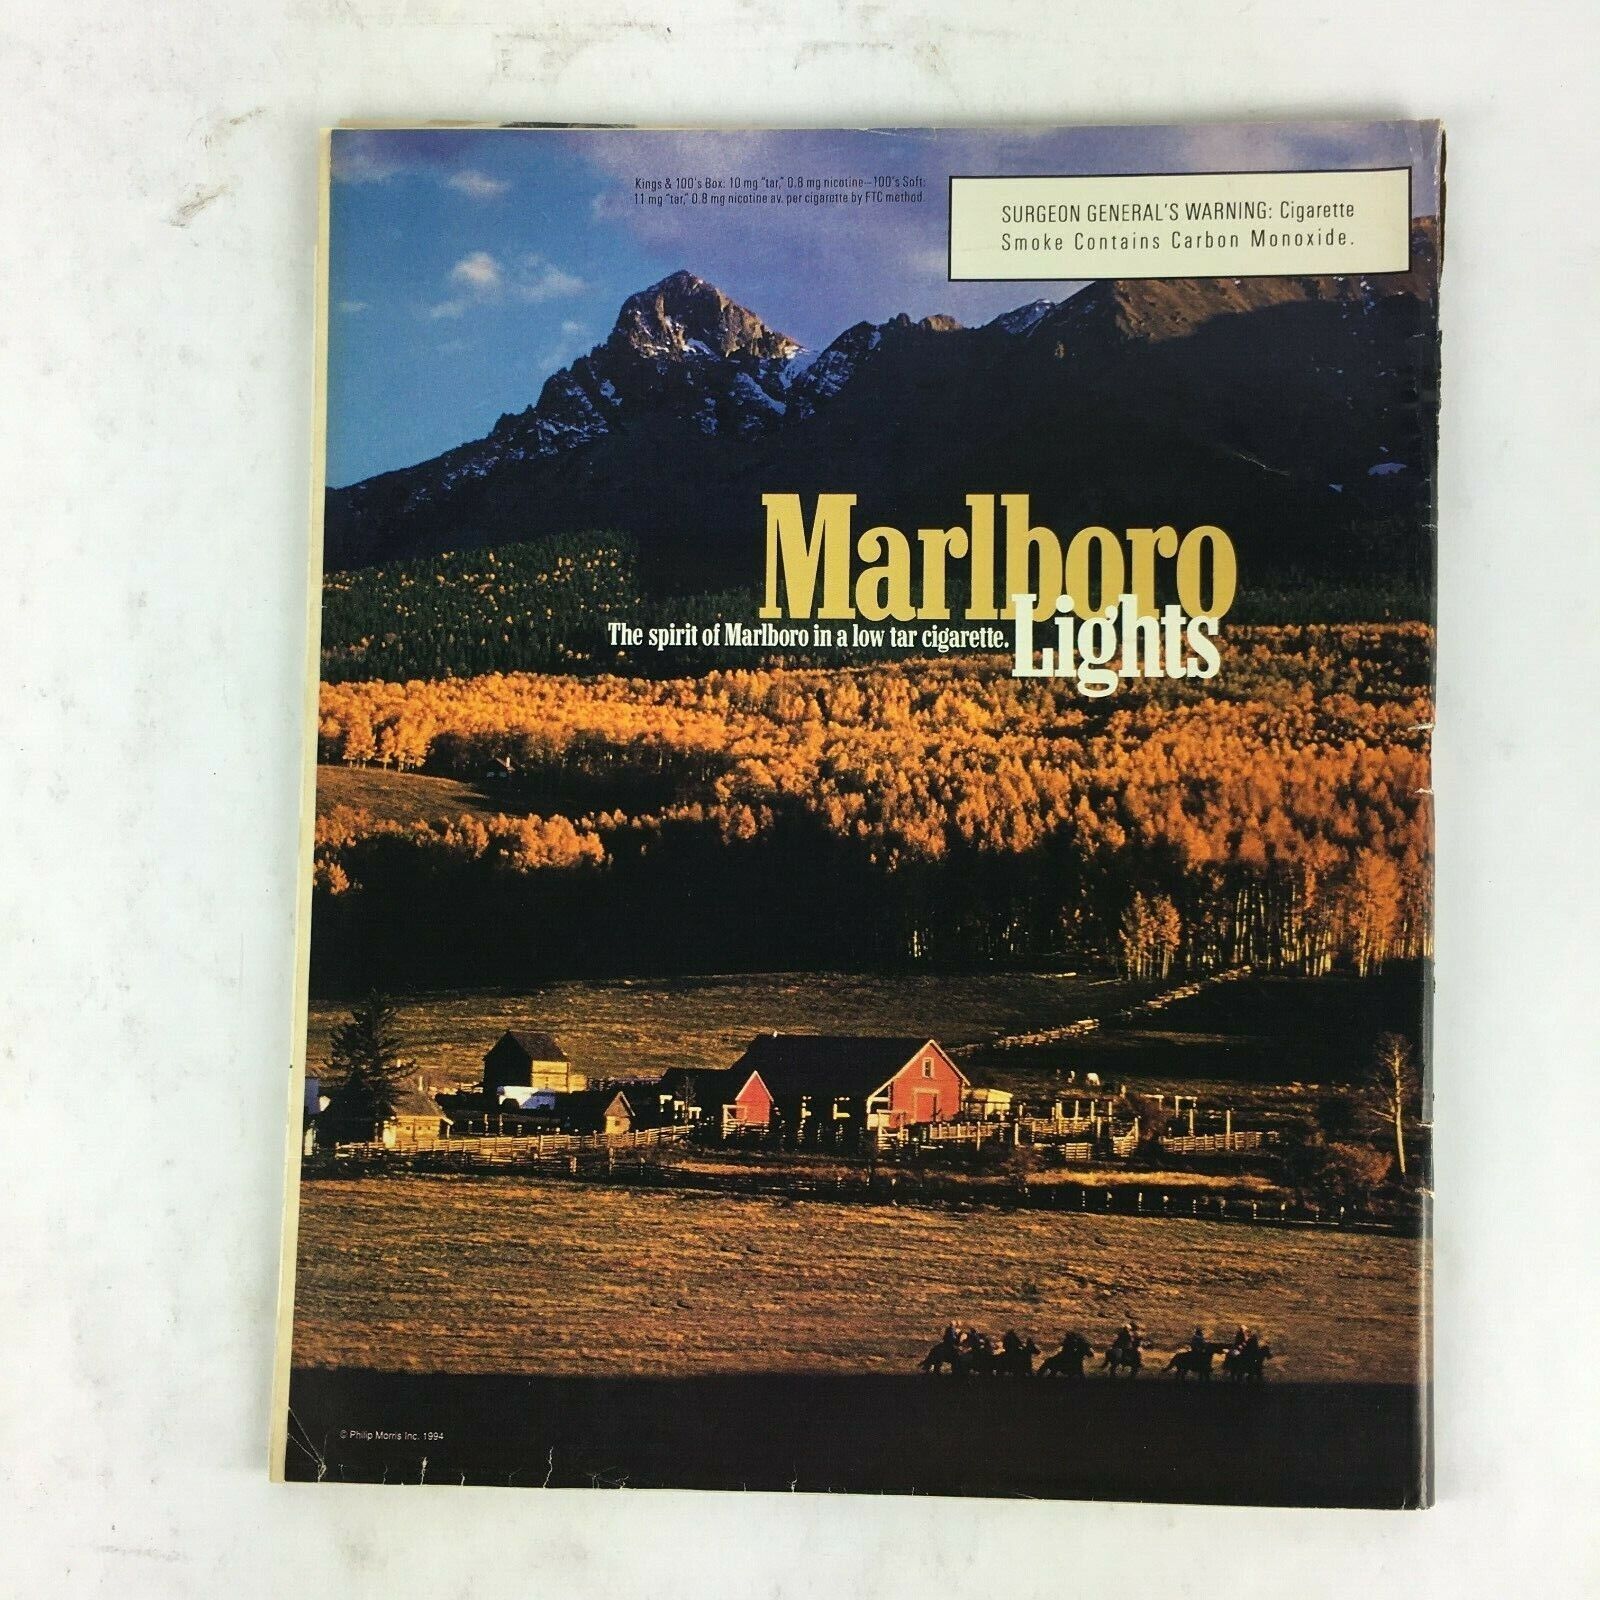 Kings & 100's Box: 10 mg "tar," 0.8 mg nicotine—100's Soft:
11 mg "tar," 0.8 mg nicotine av. per cigarette by FTC method.
SURGEON GENERAL'S WARNING: Cigarette
Smoke Contains Carbon Monoxide.
Marlboro
The spirit of Marlboro in a low tar cigarette.
Lights
© Philip Morris Inc. 1994